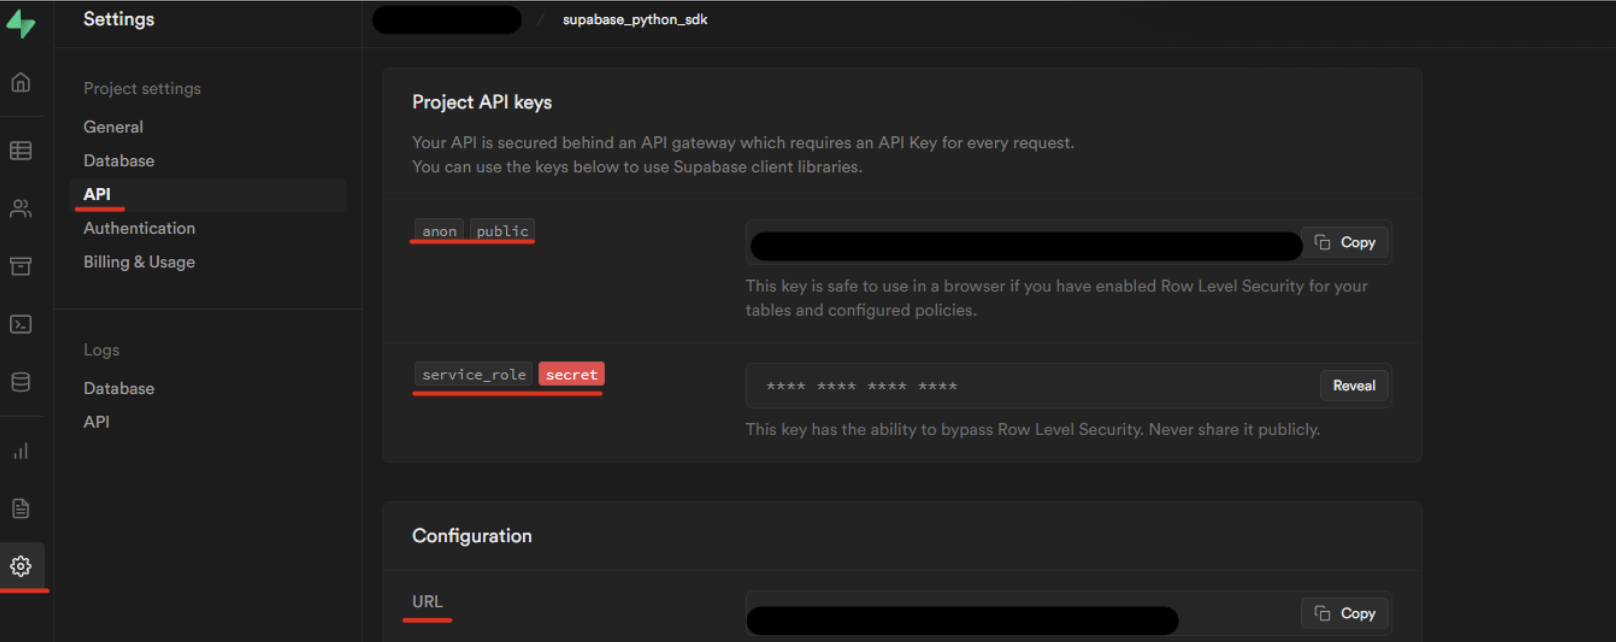 Settings
/ supabase_python_sdk
Project settings
General
Database
API
Authentication
Billing & Usage
Logs
Database
API
Project API keys
Your API is secured behind an API gateway which requires an API Key for every request.
You can use the keys below to use Supabase client libraries.
anon public
Copy
This key is safe to use in a browser if you have enabled Row Level Security for your
tables and configured policies.
service_role secret
**** **** **** ****
Reveal
This key has the ability to bypass Row Level Security. Never share it publicly.
Configuration
URL
Copy